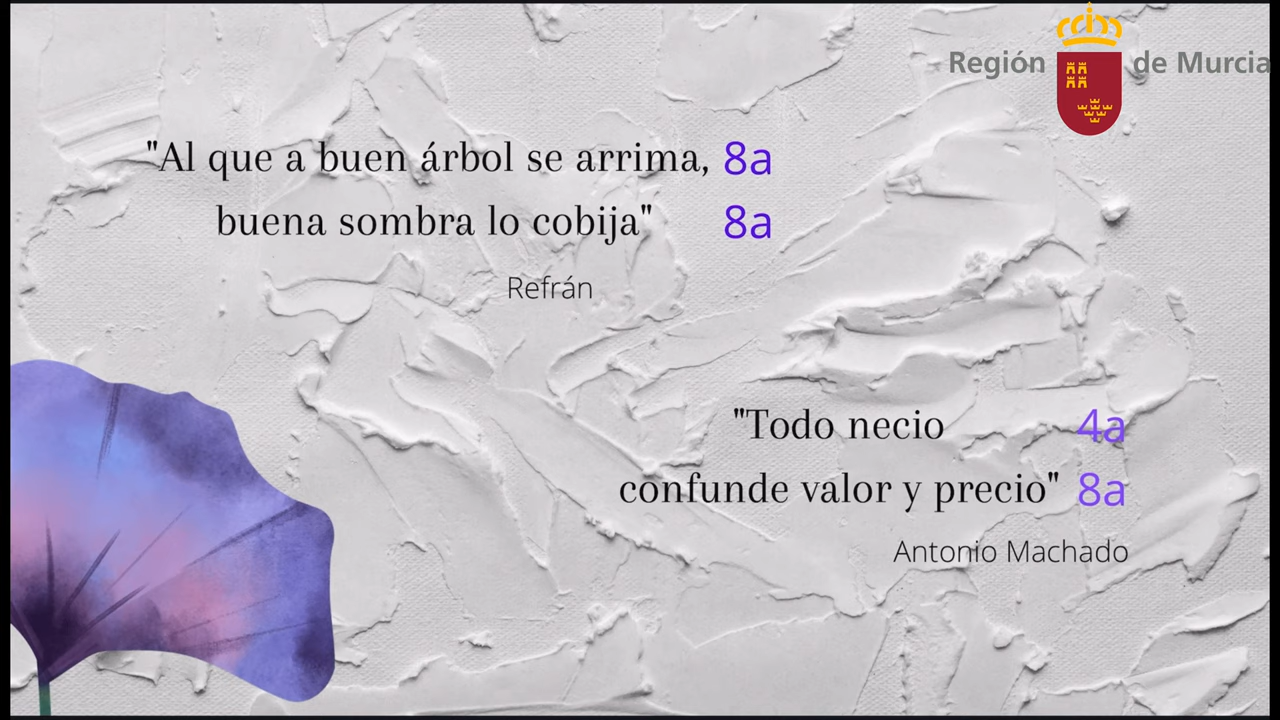 Región de Murcia
"Al que a buen árbol se arrima, 8a
buena sombra lo cobija" 8a
Refrán
"Todo necio 4a
confunde valor y precio" 8a
Antonio Machado